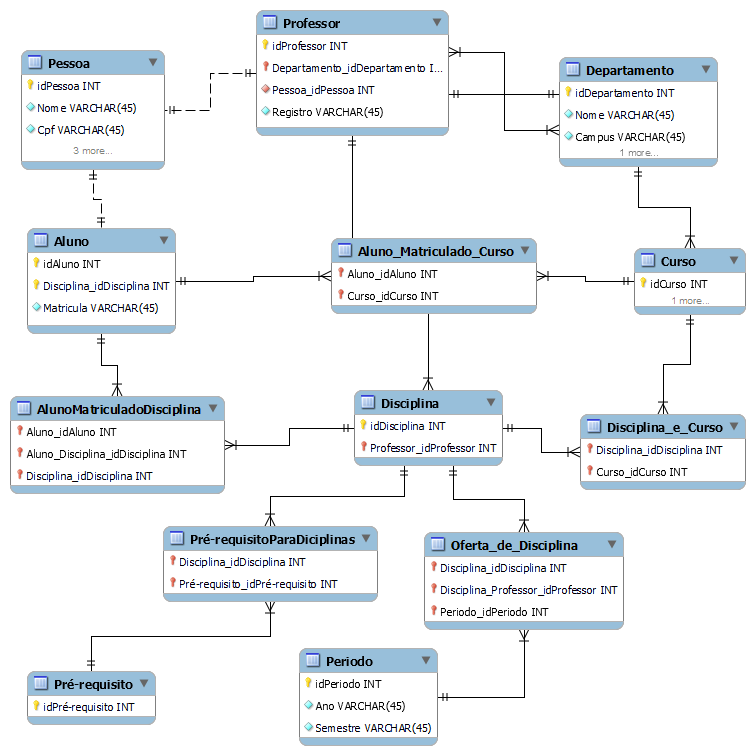 Professor
idProfessor INT
Departamento_idDepartamento I...
Pessoa_idPessoa INT
Registro VARCHAR(45)
Pessoa
idPessoa INT
Nome VARCHAR(45)
Cpf VARCHAR(45)
3 more...
Departamento
idDepartamento INT
Nome VARCHAR(45)
Campus VARCHAR(45)
1 more...
Aluno
idAluno INT
Disciplina_idDisciplina INT
Matricula VARCHAR(45)
Aluno_Matriculado_Curso
Aluno_idAluno INT
Curso_idCurso INT
Curso
idCurso INT
1 more...
AlunoMatriculadoDisciplina
Aluno_idAluno INT
Aluno_Disciplina_idDisciplina INT
Disciplina_idDisciplina INT
Disciplina
idDisciplina INT
Professor_idProfessor INT
Disciplina_e_Curso
Disciplina_idDisciplina INT
Curso_idCurso INT
Pré-requisitoParaDiciplinas
Disciplina_idDisciplina INT
Pré-requisito_idPré-requisito INT
Oferta_de_Disciplina
Disciplina_idDisciplina INT
Disciplina_Professor_idProfessor INT
Periodo_idPeriodo INT
Pré-requisito
idPré-requisito INT
Periodo
idPeriodo INT
Ano VARCHAR(45)
Semestre VARCHAR(45)